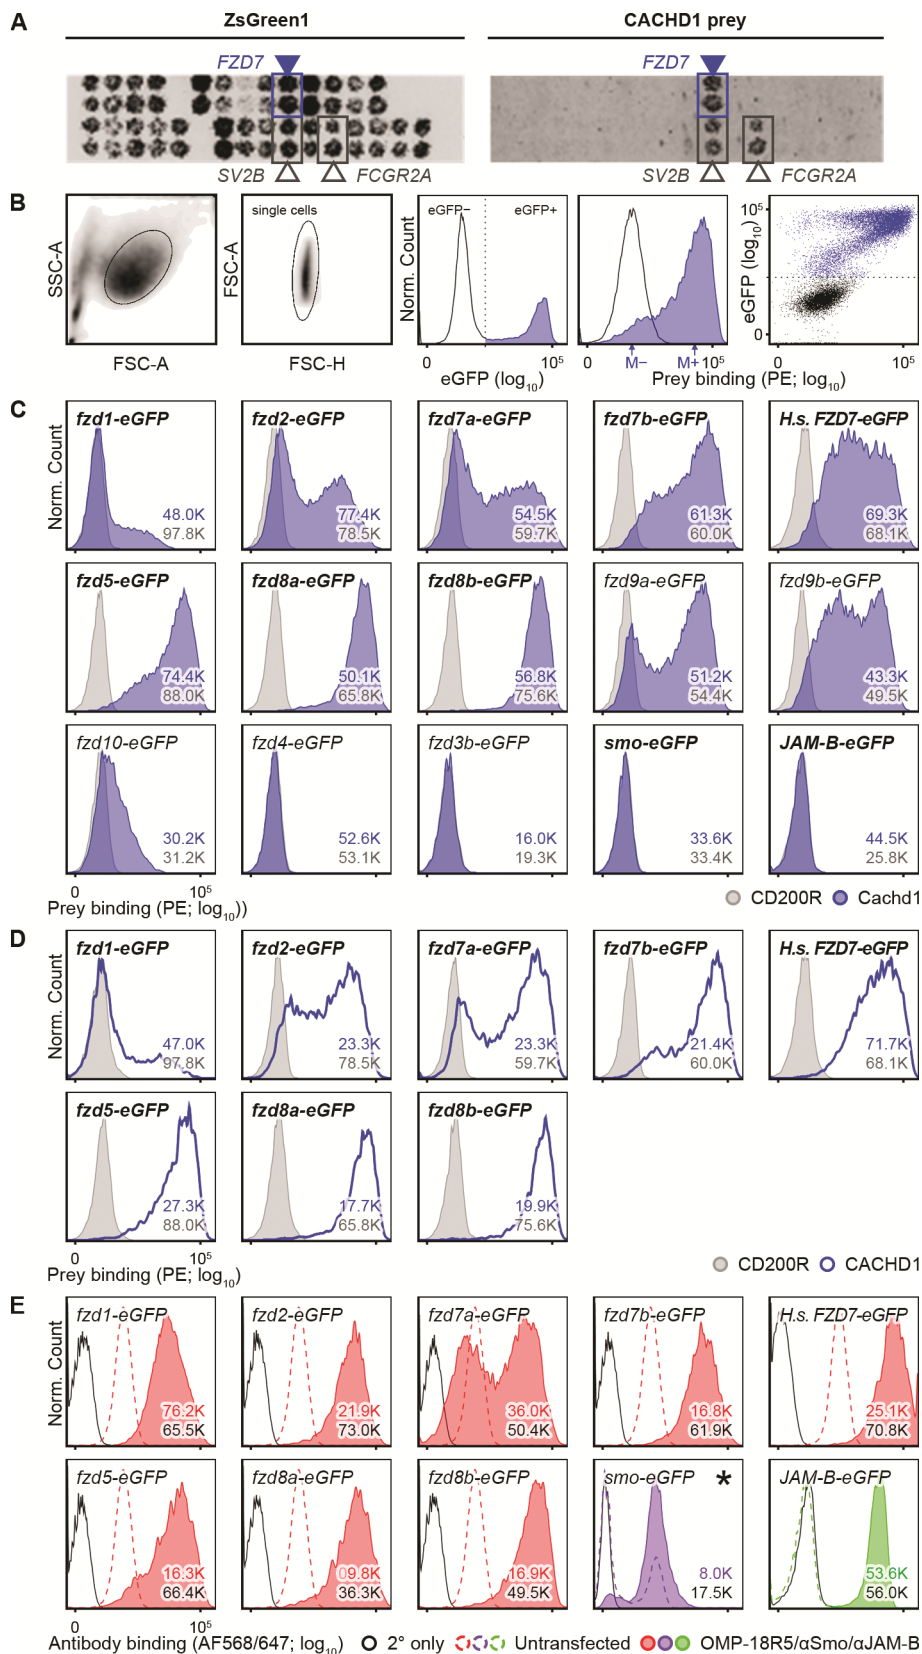 A
ZsGreen1
CACHD1 prey
FZD7
FZD7
SV2B
FCGR2A
SV2B
FCGR2A
B
SSC-A
FSC-A
FSC-A
single cells
FSC-H
Norm. Count
eGFP−
eGFP+
0
10⁵
eGFP (log₁₀)
0
M−
M+
10⁵
Prey binding (PE; log₁₀)
eGFP (log₁₀)
10⁵
0
0
10⁵
C
Norm. Count
fzd1-eGFP
48.0K
97.8K
fzd2-eGFP
77.4K
78.5K
fzd7a-eGFP
54.5K
59.7K
fzd7b-eGFP
61.3K
60.0K
H.s. FZD7-eGFP
69.3K
68.1K
fzd5-eGFP
74.4K
88.0K
fzd8a-eGFP
50.1K
65.8K
fzd8b-eGFP
56.8K
75.6K
fzd9a-eGFP
51.2K
54.4K
fzd9b-eGFP
43.3K
49.5K
fzd10-eGFP
30.2K
31.2K
fzd4-eGFP
52.6K
53.1K
fzd3b-eGFP
16.0K
19.3K
smo-eGFP
33.6K
33.4K
JAM-B-eGFP
44.5K
25.8K
0
10⁵
Prey binding (PE; log₁₀))
CD200R
Cachd1
D
Norm. Count
fzd1-eGFP
47.0K
97.8K
fzd2-eGFP
23.3K
78.5K
fzd7a-eGFP
23.3K
59.7K
fzd7b-eGFP
21.4K
60.0K
H.s. FZD7-eGFP
71.7K
68.1K
fzd5-eGFP
27.3K
88.0K
fzd8a-eGFP
17.7K
65.8K
fzd8b-eGFP
19.9K
75.6K
0
10⁵
Prey binding (PE; log₁₀)
CD200R
CACHD1
E
Norm. Count
fzd1-eGFP
76.2K
65.5K
fzd2-eGFP
21.9K
73.0K
fzd7a-eGFP
36.0K
50.4K
fzd7b-eGFP
16.8K
61.9K
H.s. FZD7-eGFP
25.1K
70.8K
fzd5-eGFP
16.3K
66.4K
fzd8a-eGFP
09.8K
36.3K
fzd8b-eGFP
16.9K
49.5K
smo-eGFP *
8.0K
17.5K
JAM-B-eGFP
53.6K
56.0K
0
10⁵
Antibody binding (AF568/647; log₁₀)
2° only
Untransfected
OMP-18R5/αSmo/αJAM-B